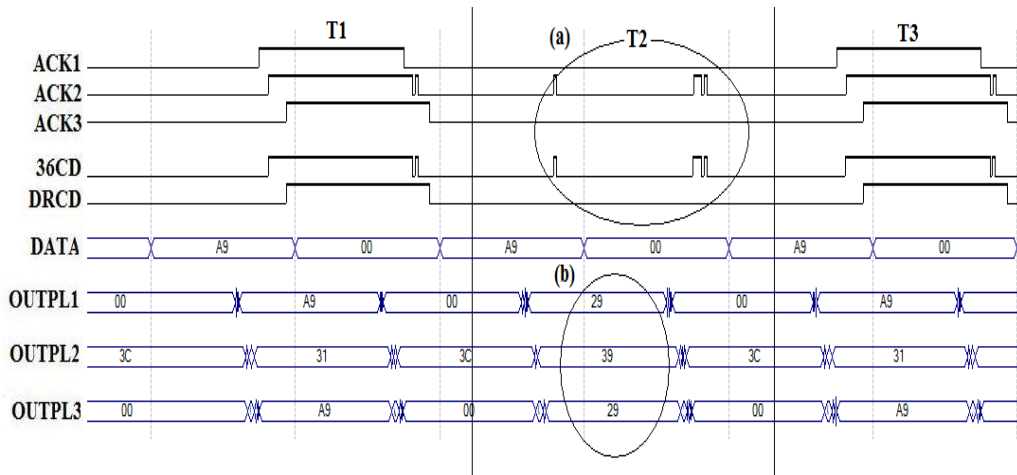 T1 (a) T2 T3
ACK1
ACK2
ACK3
36CD
DRCD
DATA A9 00 A9 00 A9 00
(b)
OUTPL1 00 A9 00 29 00 A9
OUTPL2 3C 31 3C 39 3C 31
OUTPL3 00 A9 00 29 00 A9